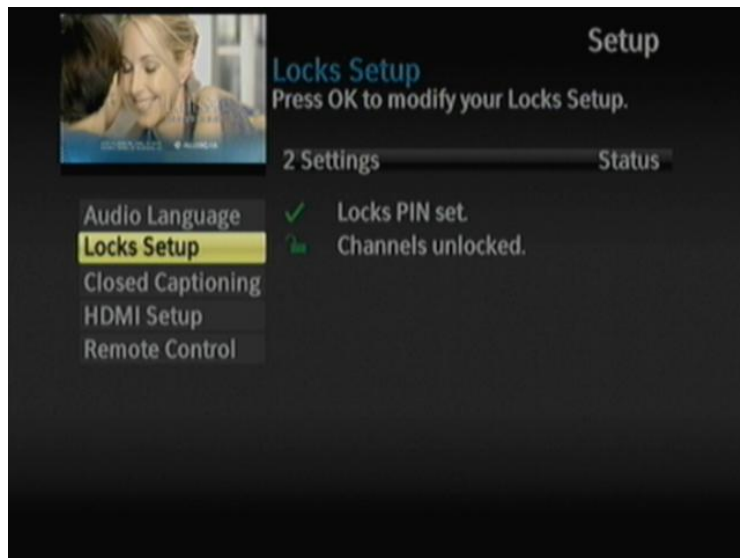 Setup
Locks Setup
Press OK to modify your Locks Setup.
2 Settings Status
Audio Language
Locks Setup
Closed Captioning
HDMI Setup
Remote Control
Locks PIN set.
Channels unlocked.